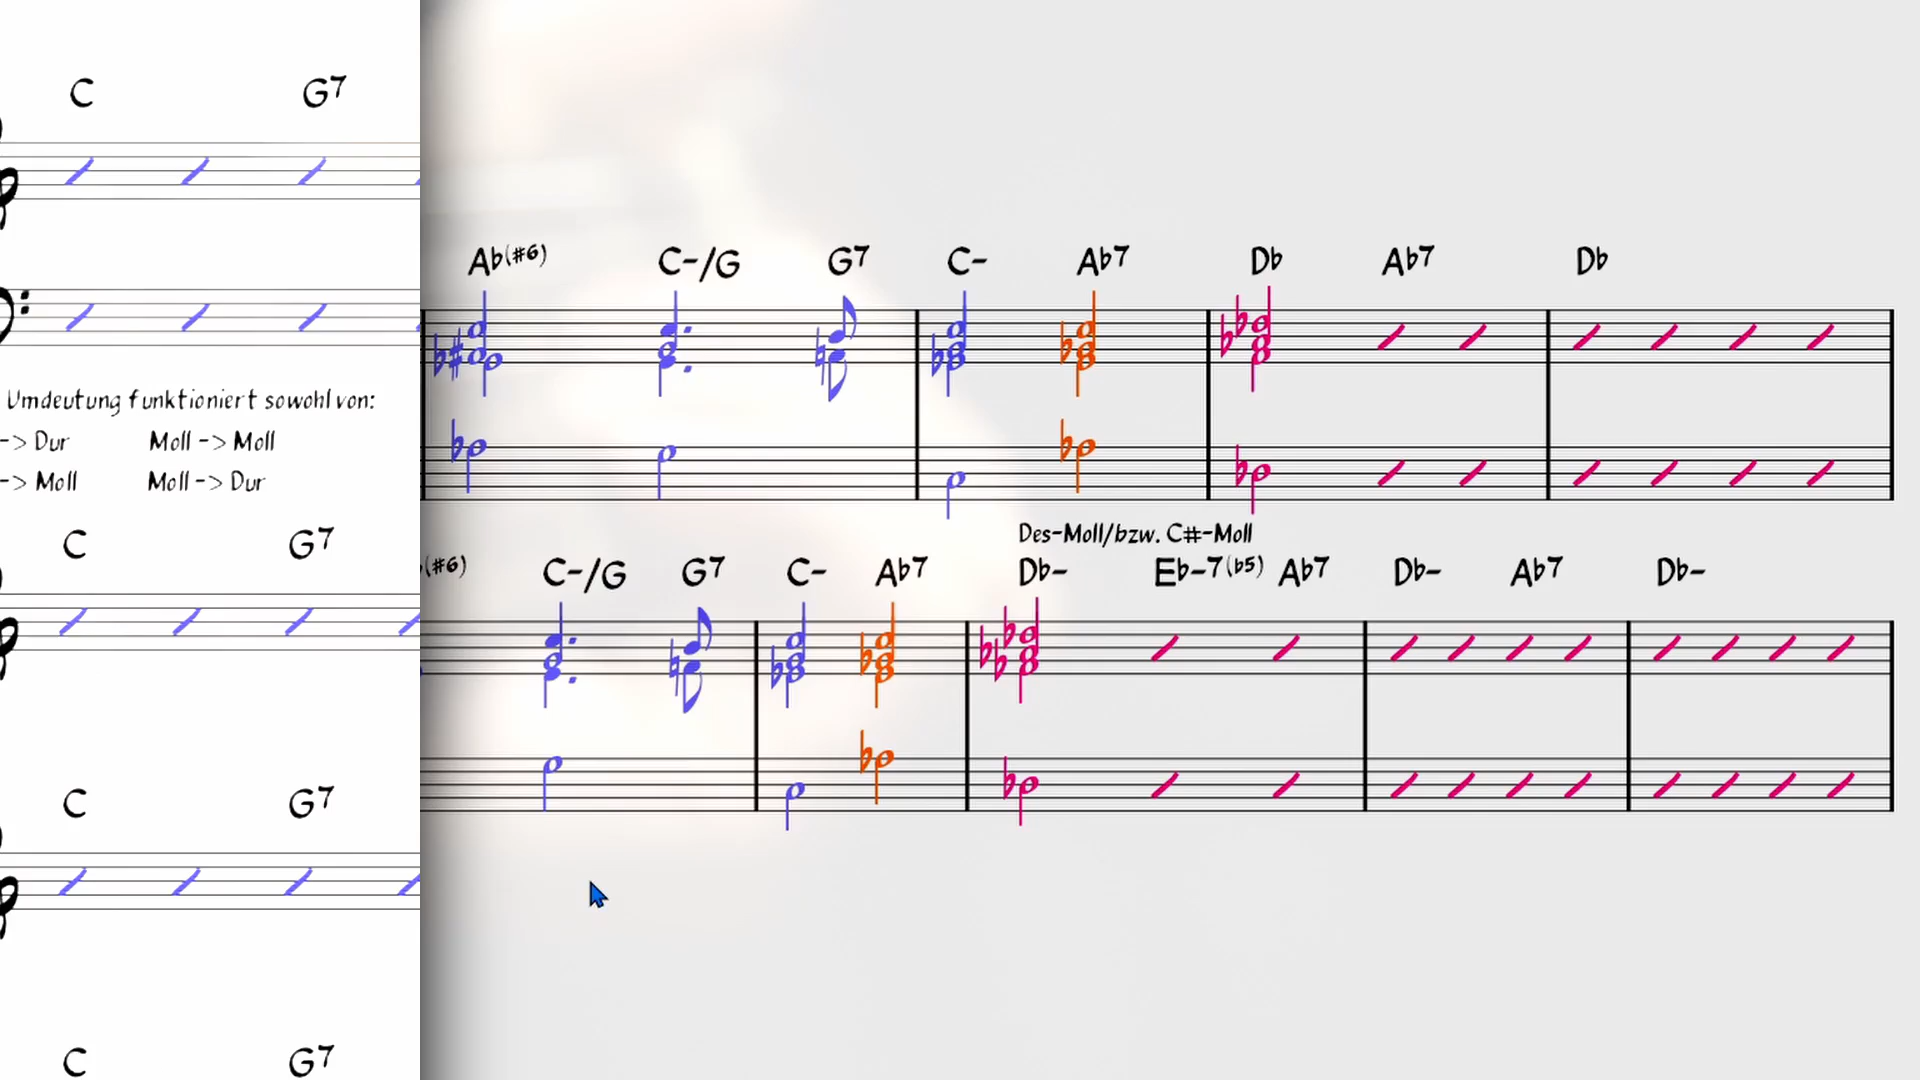 C G7
Umdeutung funktioniert sowohl von:
-> Dur Moll -> Moll
-> Moll Moll -> Dur
C G7
C G7
C G7
Ab(#6) C-/G G7 C- Ab7 Db Ab7 Db
Des-Moll/bzw. C#-Moll
(#6) C-/G G7 C- Ab7 Db- Eb-7(b5) Ab7 Db- Ab7 Db-